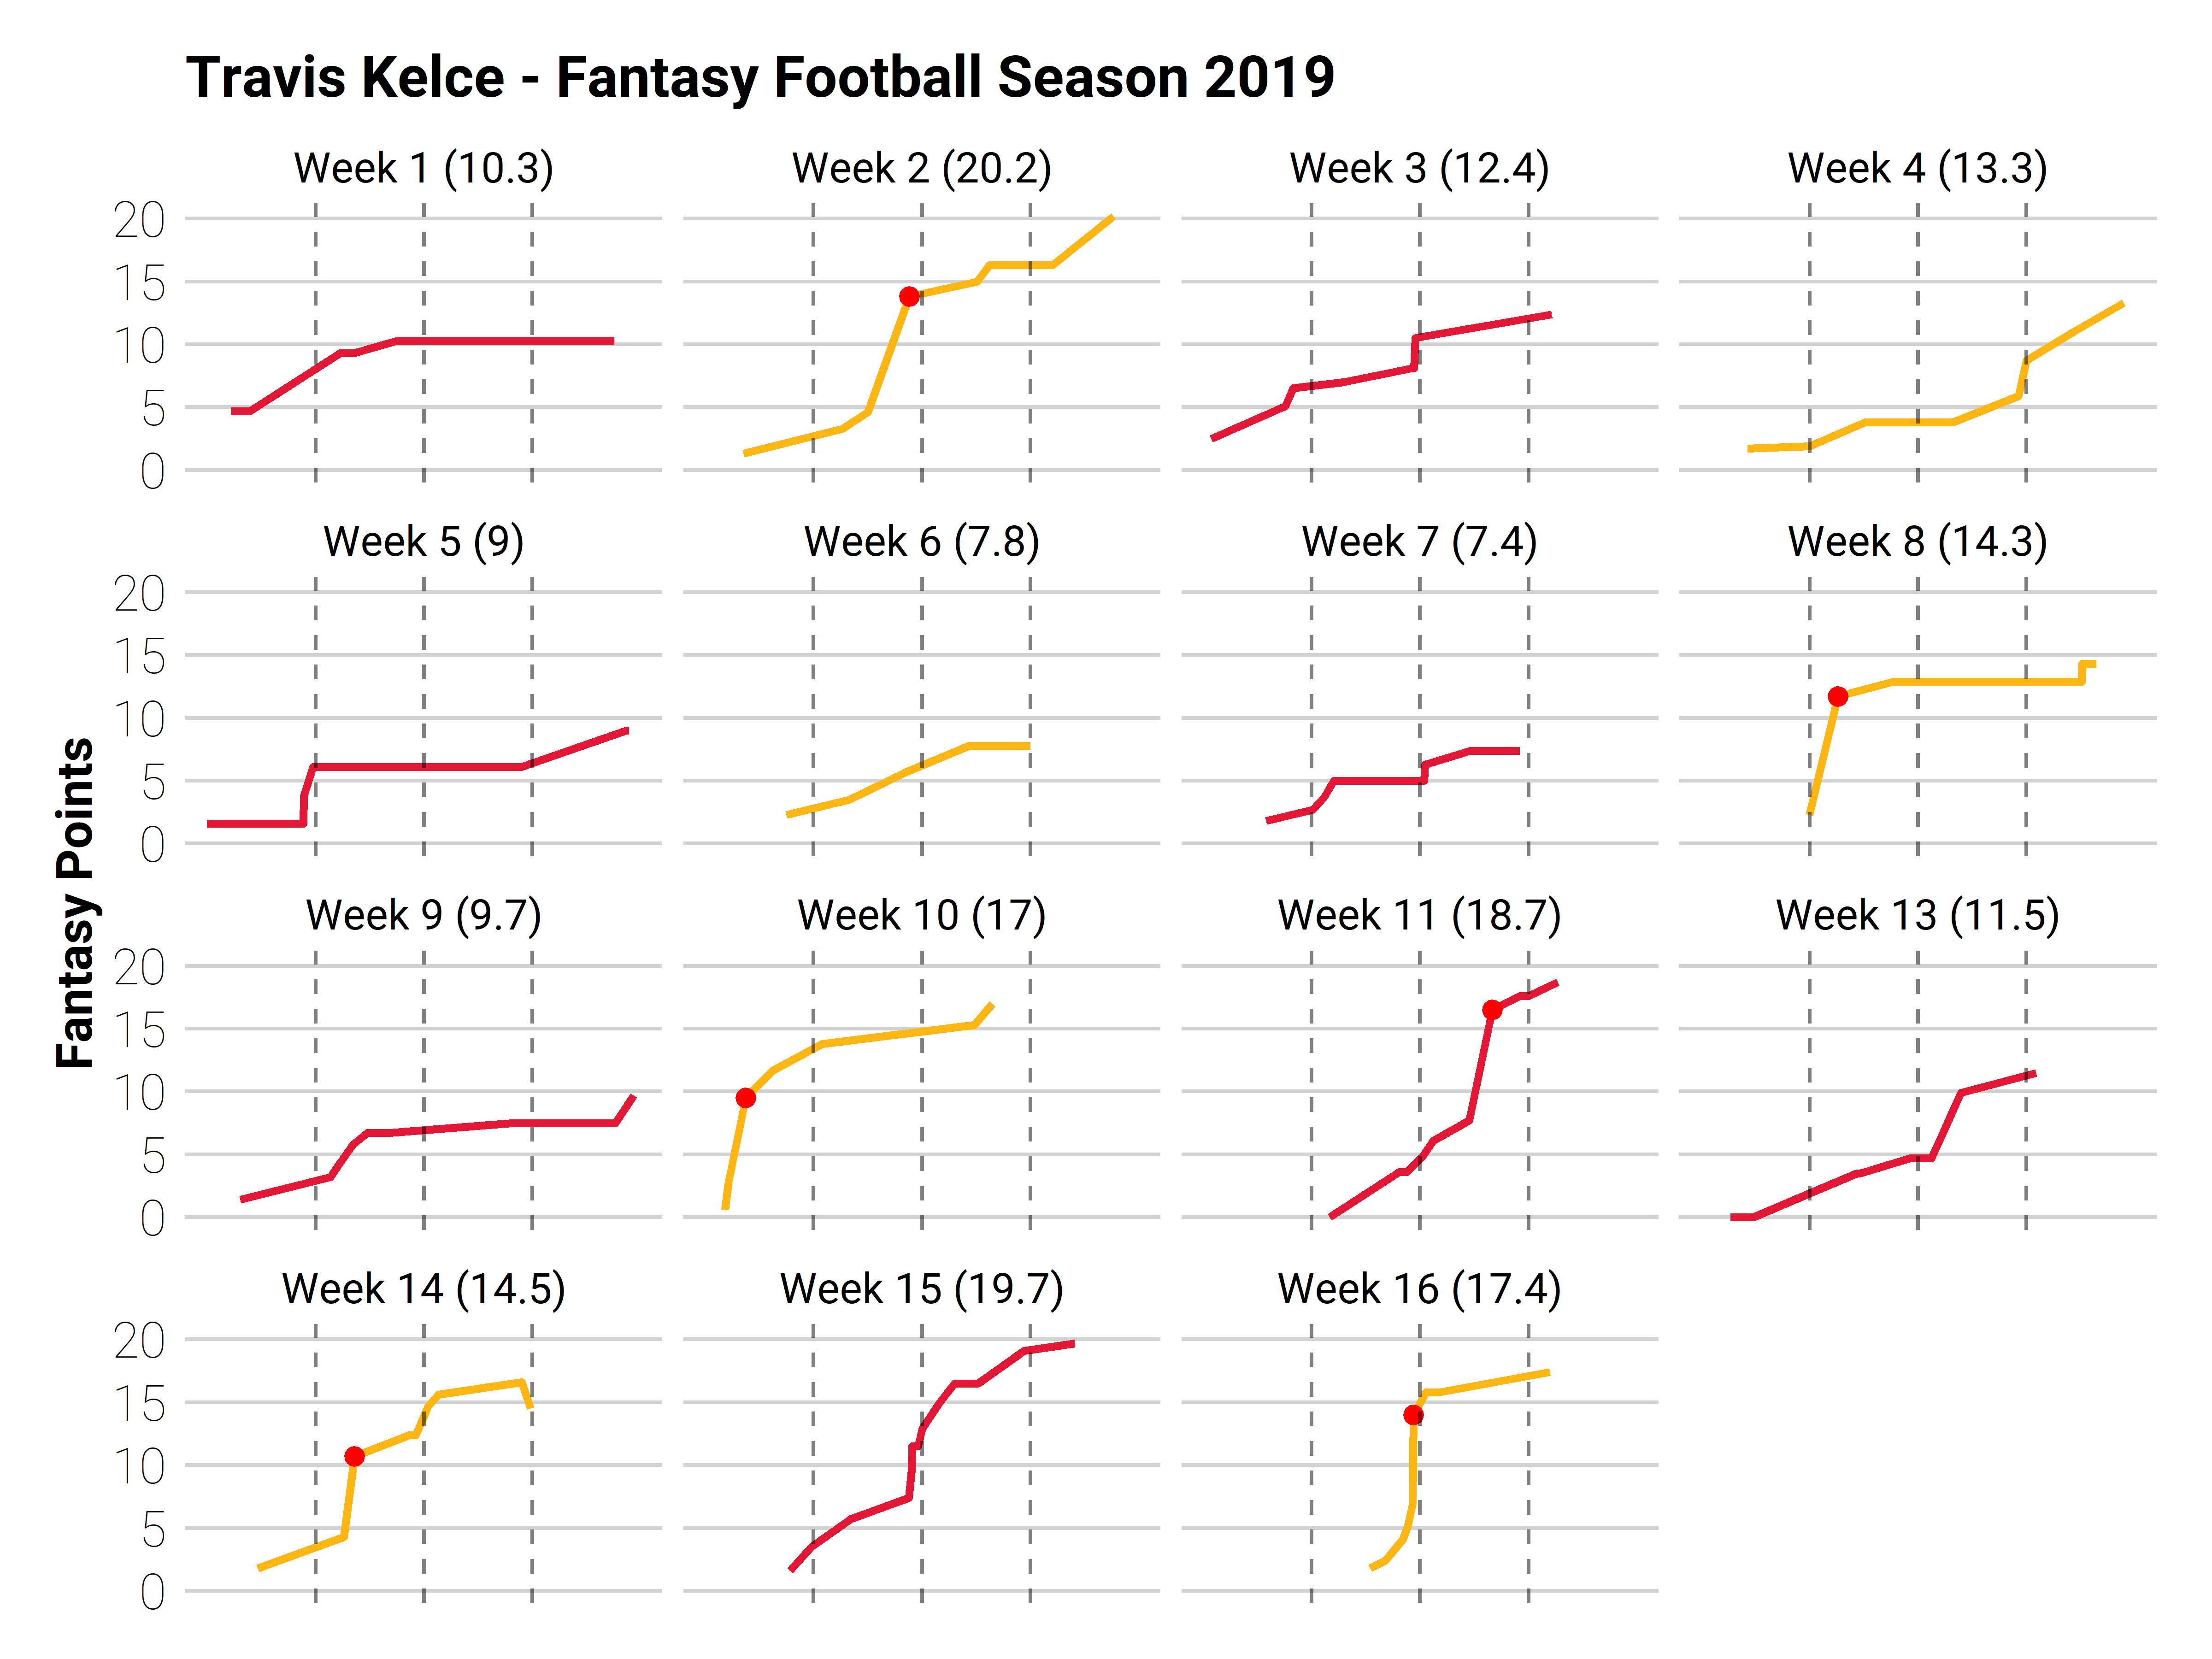 Travis Kelce - Fantasy Football Season 2019
Week 1 (10.3)
Week 2 (20.2)
Week 3 (12.4)
Week 4 (13.3)
20
15
10
5
0
Week 5 (9)
Week 6 (7.8)
Week 7 (7.4)
Week 8 (14.3)
20
15
10
5
0
Fantasy Points
Week 9 (9.7)
Week 10 (17)
Week 11 (18.7)
Week 13 (11.5)
20
15
10
5
0
Week 14 (14.5)
Week 15 (19.7)
Week 16 (17.4)
20
15
10
5
0